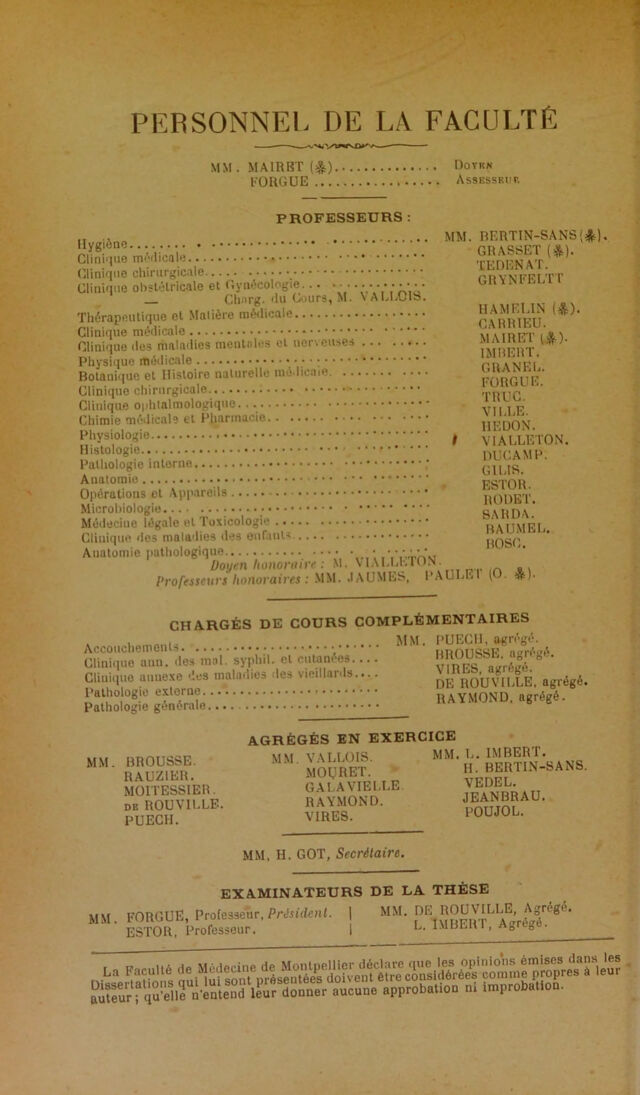 PERSONNEL DE LA FACULTÉ
MM. MAIRET (✻).............. DOYEN
FORGUE................. ASSESSEUR
PROFESSEURS :
Hygiène........................ MM. BERTIN-SANS (✻).
Clinique médicale........................ GRASSET (✻).
Clinique chirurgicale........................ TEDENAT.
Clinique obstétricale et Gynécologie........................ GRYNFELTT
— Charg. du Cours, M. VALLOIS.
Thérapeutique et Matière médicale........................ HAMELIN (✻).
Clinique médicale........................ CARRIEU.
Clinique des maladies mentales et nerveuses........................ MAIRET (✻).
Physique médicale........................ IMBERT.
Botanique et Histoire naturelle médicale........................ GRANEL.
Clinique chirurgicale........................ FORGUE.
Clinique ophtalmologique........................ TRUC.
Chimie médicale et Pharmacie........................ VILLE.
Physiologie........................ HEDON.
Histologie........................ VIALLETON.
Pathologie interne........................ DUCAMP.
Anatomie........................ GILIS.
Opérations et Appareils........................ ESTOR.
Microbiologie........................ RODET.
Médecine légale et Toxicologie........................ SARDA.
Clinique des maladies des enfants........................ BAUMEL.
Anatomie pathologique........................ BOSC.
Doyen honoraire : M. VIALLETON.
Professeurs honoraires : MM. JAUMES, PAULET (O. ✻).
CHARGÉS DE COURS COMPLÉMENTAIRES
Accouchements........................ MM. PUECH, agrégé.
Clinique ann. des mal. syphil. et cutanées.... BROUSSE, agrégé.
Clinique annexe des maladies des vieillards.... VIRES, agrégé.
Pathologie externe........................ DE ROUVILLE, agrégé.
Pathologie générale........................ RAYMOND, agrégé.
AGRÉGÉS EN EXERCICE
MM. BROUSSE. MM. VALLOIS. MM. L. IMBERT.
RAUZIER. MOURET. H. BERTIN-SANS.
MOITESSIER. GALAVIELLE. VEDEL.
DE ROUVILLE. RAYMOND. JEANBRAU.
PUECH. VIRES. POUJOL.
MM. H. GOT, Secrétaire.
EXAMINATEURS DE LA THÈSE
MM. FORGUE, Professeur, Président. | MM. DE ROUVILLE, Agrégé.
ESTOR, Professeur. | L. IMBERT, Agrégé.
La Faculté de Médecine de Montpellier déclare que les opinions émises dans les
Dissertations qui lui sont présentées doivent être considérées comme propres à leur
auteur ; qu'elle n'entend leur donner aucune approbation ni improbation.